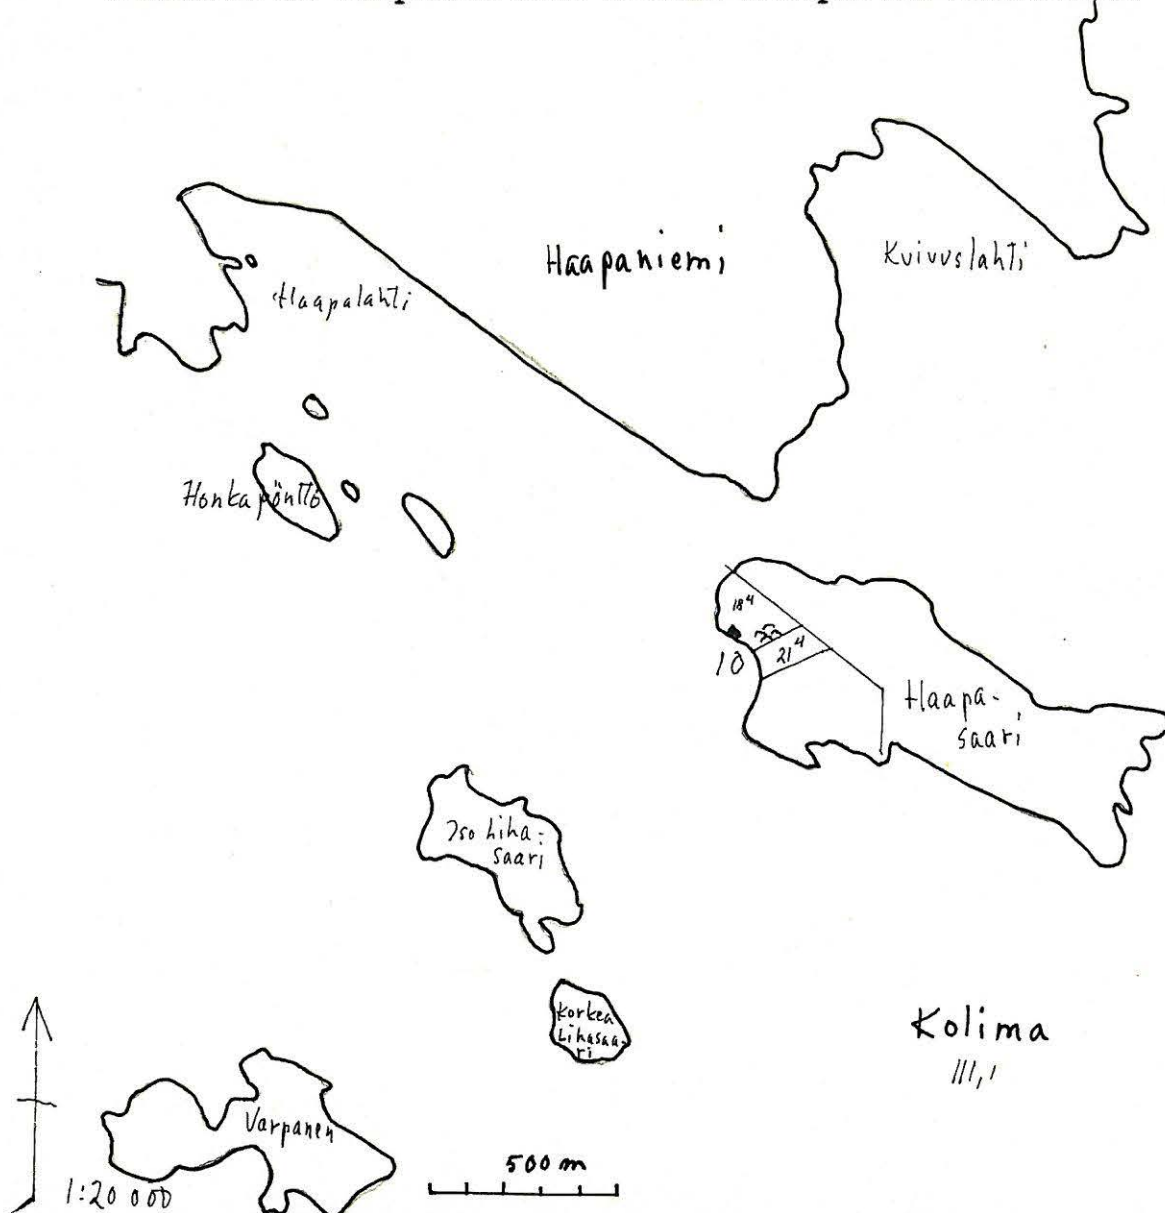 Haapaniemi
Kuivuslahti
Haapalahti
Honkapönttö
18⁴
10
21⁴
Haapa-
saari
Iso Liha-
saari
Korkea
Lihasaa-
ri
Kolima
111,1
Varpanen
500 m
1:20 000